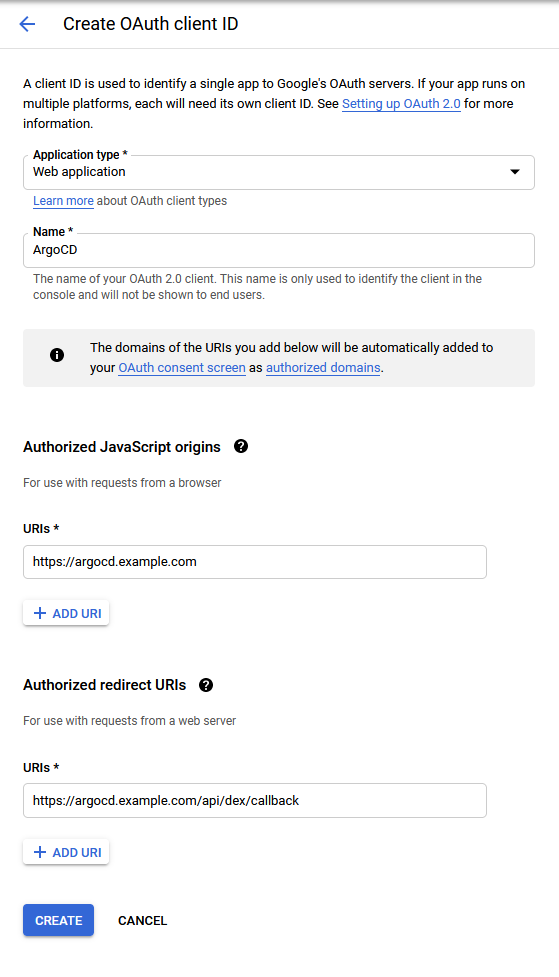 Create OAuth client ID
A client ID is used to identify a single app to Google's OAuth servers. If your app runs on
multiple platforms, each will need its own client ID. See Setting up OAuth 2.0 for more
information.
Application type *
Web application
Learn more about OAuth client types
Name *
ArgoCD
The name of your OAuth 2.0 client. This name is only used to identify the client in the
console and will not be shown to end users.
The domains of the URIs you add below will be automatically added to
your OAuth consent screen as authorized domains.
Authorized JavaScript origins
For use with requests from a browser
URIs *
https://argocd.example.com
ADD URI
Authorized redirect URIs
For use with requests from a web server
URIs *
https://argocd.example.com/api/dex/callback
ADD URI
CREATE CANCEL